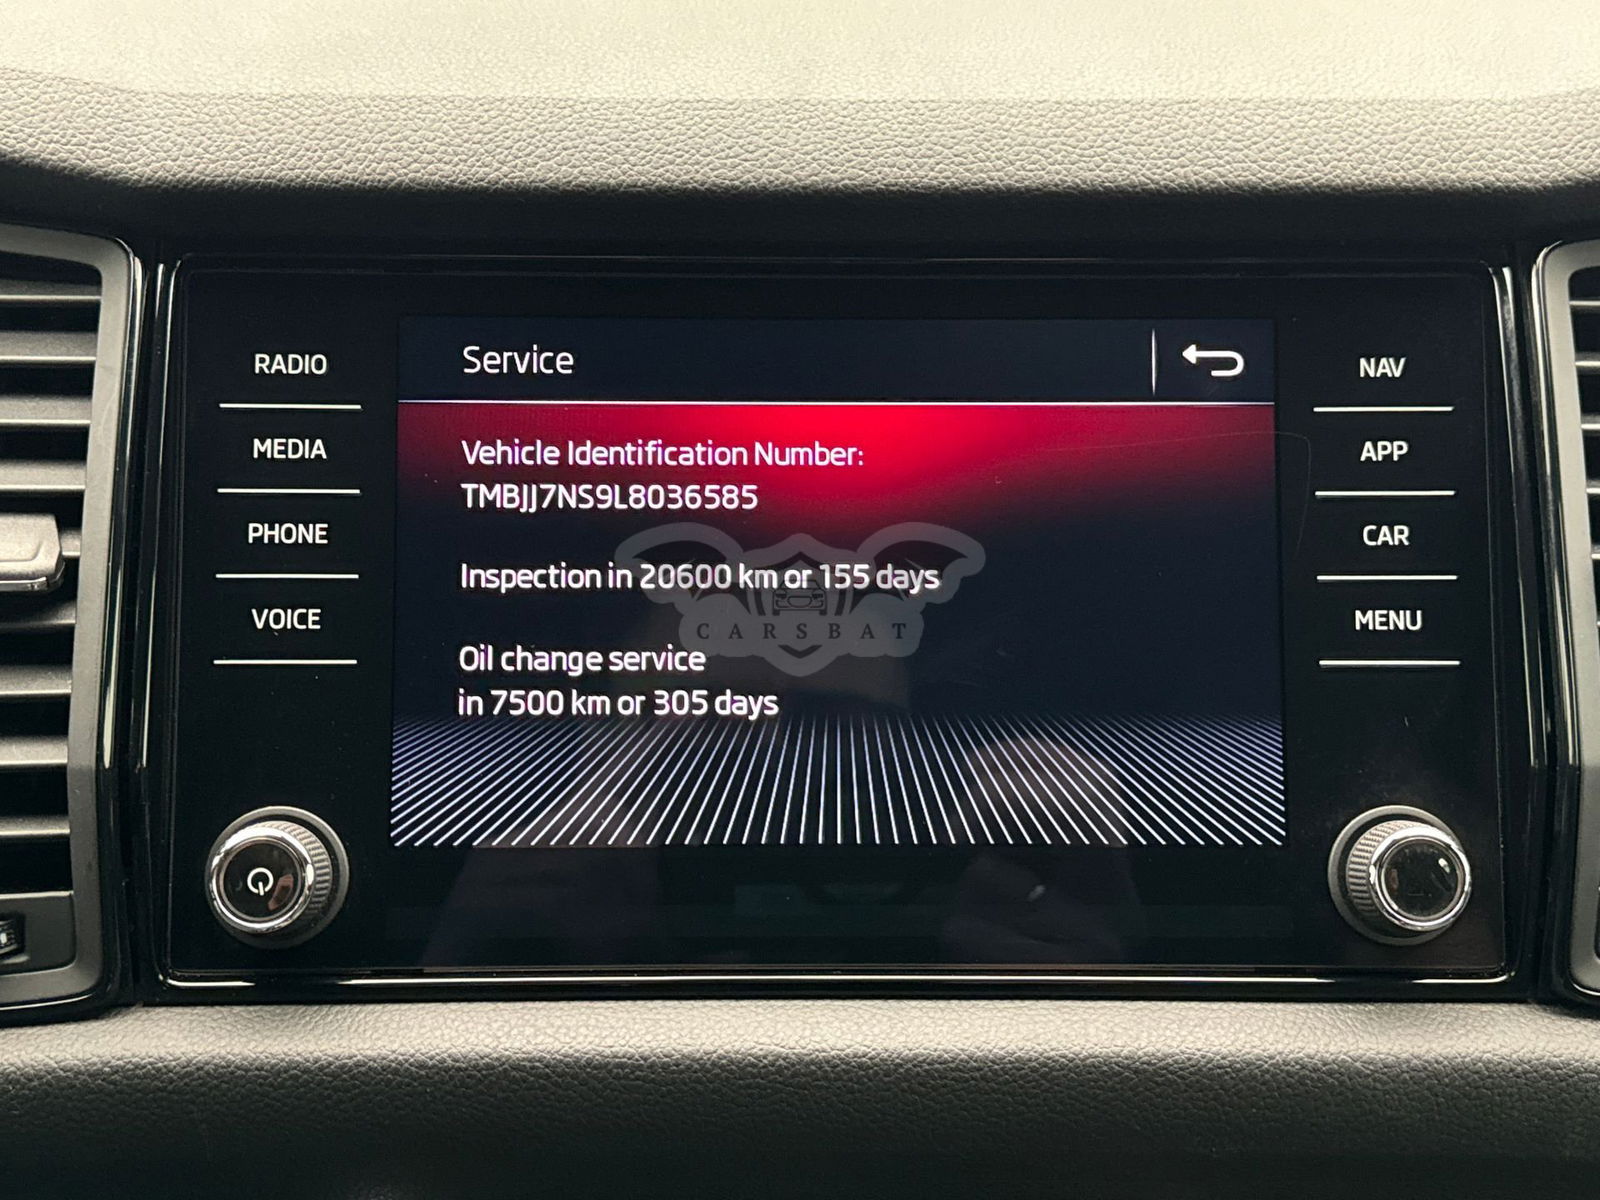 Service
RADIO
MEDIA
PHONE
VOICE
Vehicle Identification Number:
TMBJJ7NS9L8036585
Inspection in 20600 km or 155 days
CARSBAT
Oil change service
in 7500 km or 305 days
NAV
APP
CAR
MENU